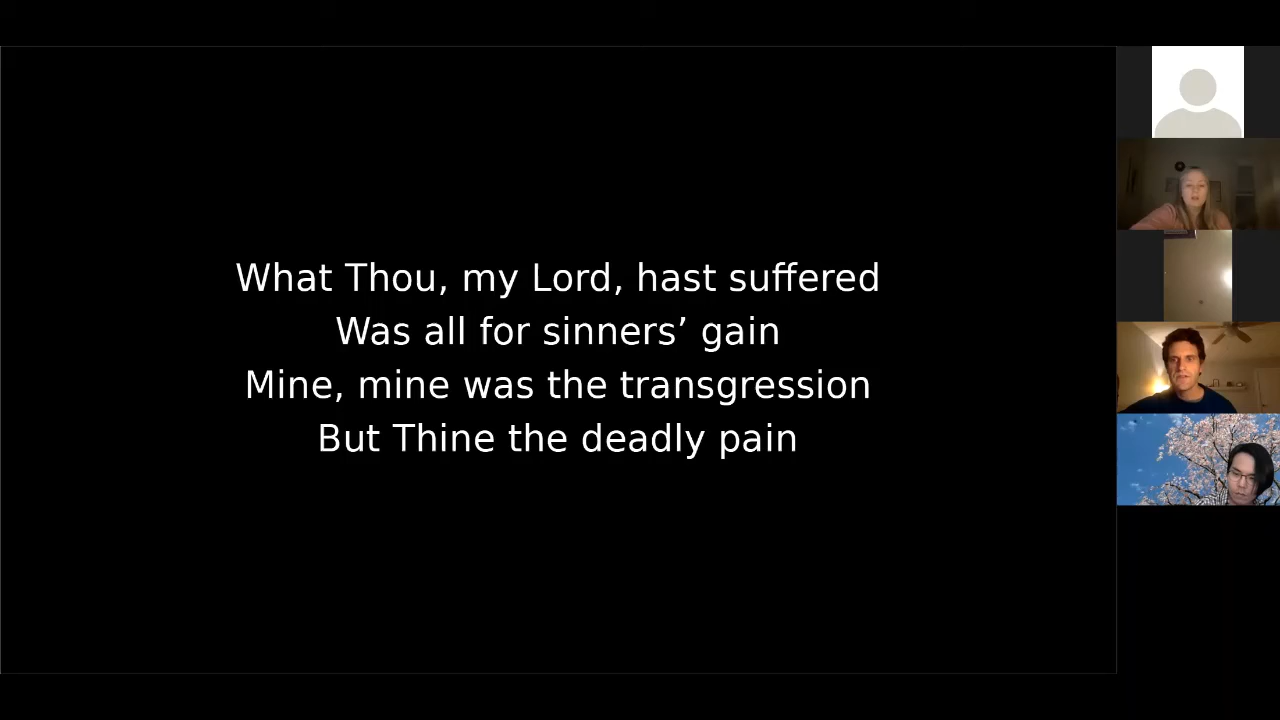 What Thou, my Lord, hast suffered
Was all for sinners’ gain
Mine, mine was the transgression
But Thine the deadly pain